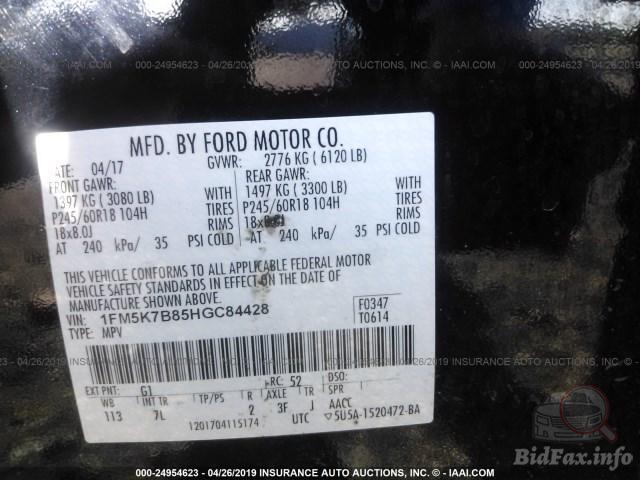 000-24954623 - 04/26/2019 INSURANCE AUTO AUCTIONS, INC. - IAAI.COM
MFD. BY FORD MOTOR CO.
DATE: 04/17 GVWR: 2776 KG ( 6120 LB)
FRONT GAWR: REAR GAWR:
1397 KG ( 3080 LB) WITH 1497 KG ( 3300 LB) WITH
P245/60R18 104H TIRES P245/60R18 104H TIRES
18x8.0J RIMS 18x8.0J RIMS
AT 240 kPa/ 35 PSI COLD AT 240 kPa/ 35 PSI COLD
THIS VEHICLE CONFORMS TO ALL APPLICABLE FEDERAL MOTOR
VEHICLE SAFETY STANDARDS IN EFFECT ON THE DATE OF
MANUFACTURE SHOWN ABOVE.
VIN: 1FM5K7B85HGC84428 F0347
TYPE: MPV T0614
EXT PNT: G1 RC: 52 DSO:
WB INT TR TP/PS R AXLE TR SPR
113 7L 2 3F J AACC
1201704115174 UTC 5U5A-1520472-BA
BidFax.info
000-24954623 - 04/26/2019 INSURANCE AUTO AUCTIONS, INC. - IAAI.COM